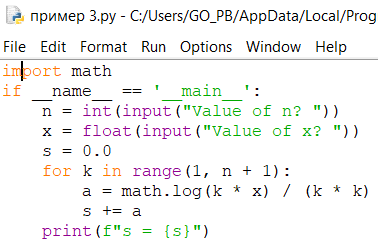 пример 3.py - C:/Users/GO_PB/AppData/Local/Prog
File Edit Format Run Options Window Help
import math
if __name__ == '__main__':
    n = int(input("Value of n? "))
    x = float(input("Value of x? "))
    s = 0.0
    for k in range(1, n + 1):
        a = math.log(k * x) / (k * k)
        s += a
    print(f"s = {s}")